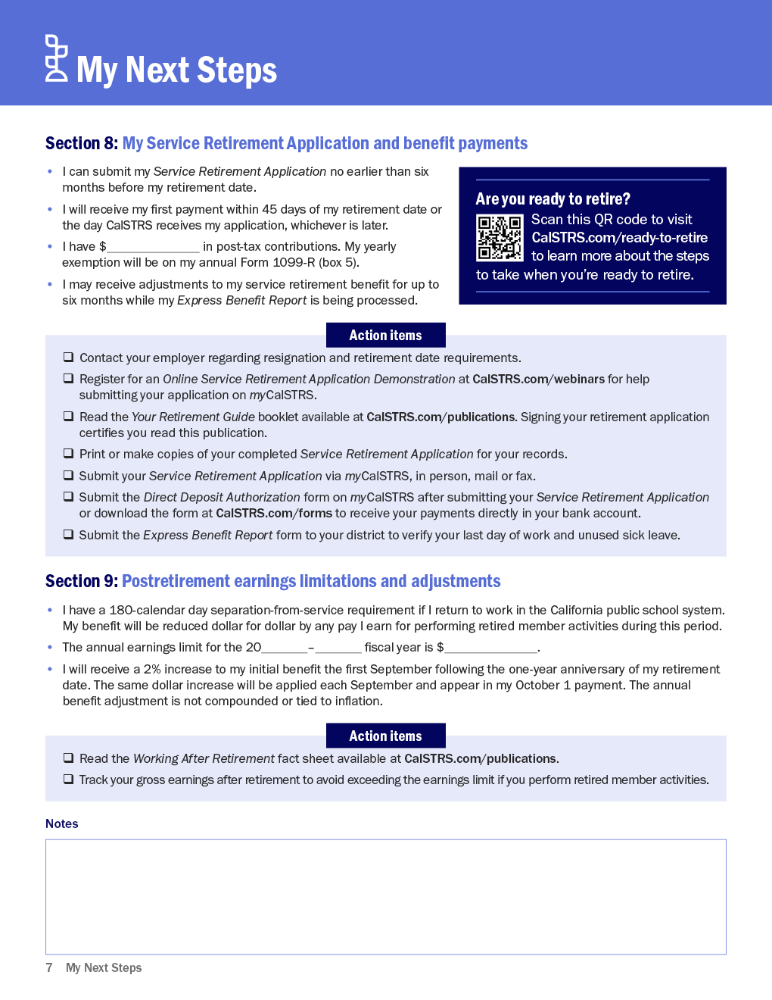 My Next Steps
Section 8: My Service Retirement Application and benefit payments
• I can submit my Service Retirement Application no earlier than six
months before my retirement date.
• I will receive my first payment within 45 days of my retirement date or
the day CalSTRS receives my application, whichever is later.
• I have $______________ in post-tax contributions. My yearly
exemption will be on my annual Form 1099-R (box 5).
• I may receive adjustments to my service retirement benefit for up to
six months while my Express Benefit Report is being processed.
Are you ready to retire?
Scan this QR code to visit
CalSTRS.com/ready-to-retire
to learn more about the steps
to take when you're ready to retire.
Action items
❑ Contact your employer regarding resignation and retirement date requirements.
❑ Register for an Online Service Retirement Application Demonstration at CalSTRS.com/webinars for help
submitting your application on myCalSTRS.
❑ Read the Your Retirement Guide booklet available at CalSTRS.com/publications. Signing your retirement application
certifies you read this publication.
❑ Print or make copies of your completed Service Retirement Application for your records.
❑ Submit your Service Retirement Application via myCalSTRS, in person, mail or fax.
❑ Submit the Direct Deposit Authorization form on myCalSTRS after submitting your Service Retirement Application
or download the form at CalSTRS.com/forms to receive your payments directly in your bank account.
❑ Submit the Express Benefit Report form to your district to verify your last day of work and unused sick leave.
Section 9: Postretirement earnings limitations and adjustments
• I have a 180-calendar day separation-from-service requirement if I return to work in the California public school system.
My benefit will be reduced dollar for dollar by any pay I earn for performing retired member activities during this period.
• The annual earnings limit for the 20_______–_______ fiscal year is $______________.
• I will receive a 2% increase to my initial benefit the first September following the one-year anniversary of my retirement
date. The same dollar increase will be applied each September and appear in my October 1 payment. The annual
benefit adjustment is not compounded or tied to inflation.
Action items
❑ Read the Working After Retirement fact sheet available at CalSTRS.com/publications.
❑ Track your gross earnings after retirement to avoid exceeding the earnings limit if you perform retired member activities.
Notes
7 My Next Steps